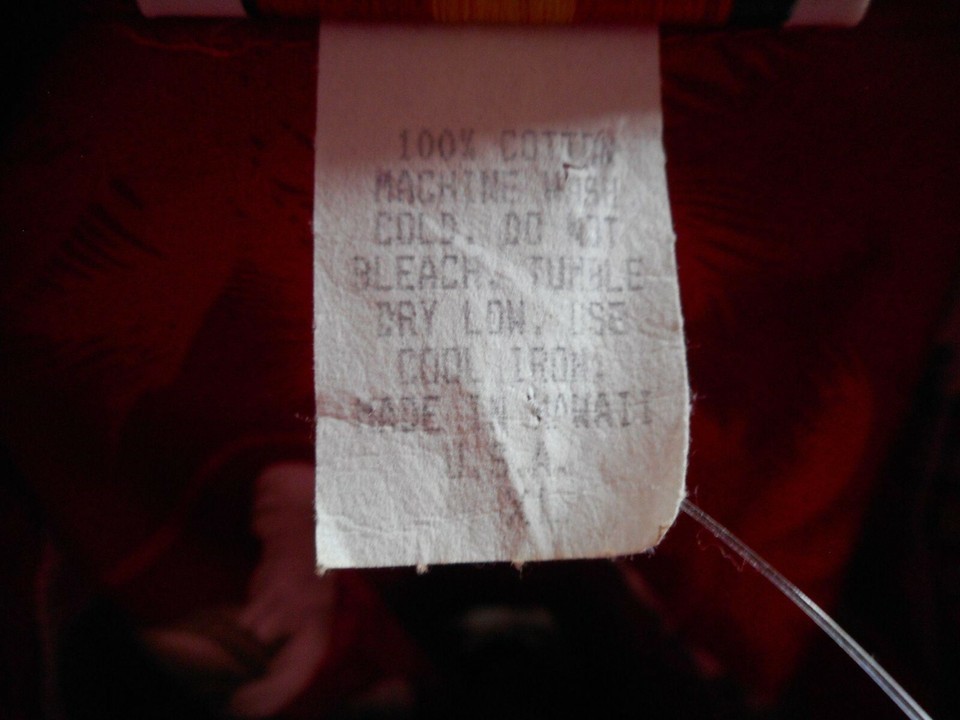 100% COTTON
MACHINE WASH
COLD. DO NOT
BLEACH. TUMBLE
DRY LOW. USE
COOL IRON.
MADE IN HAWAII
U.S.A.